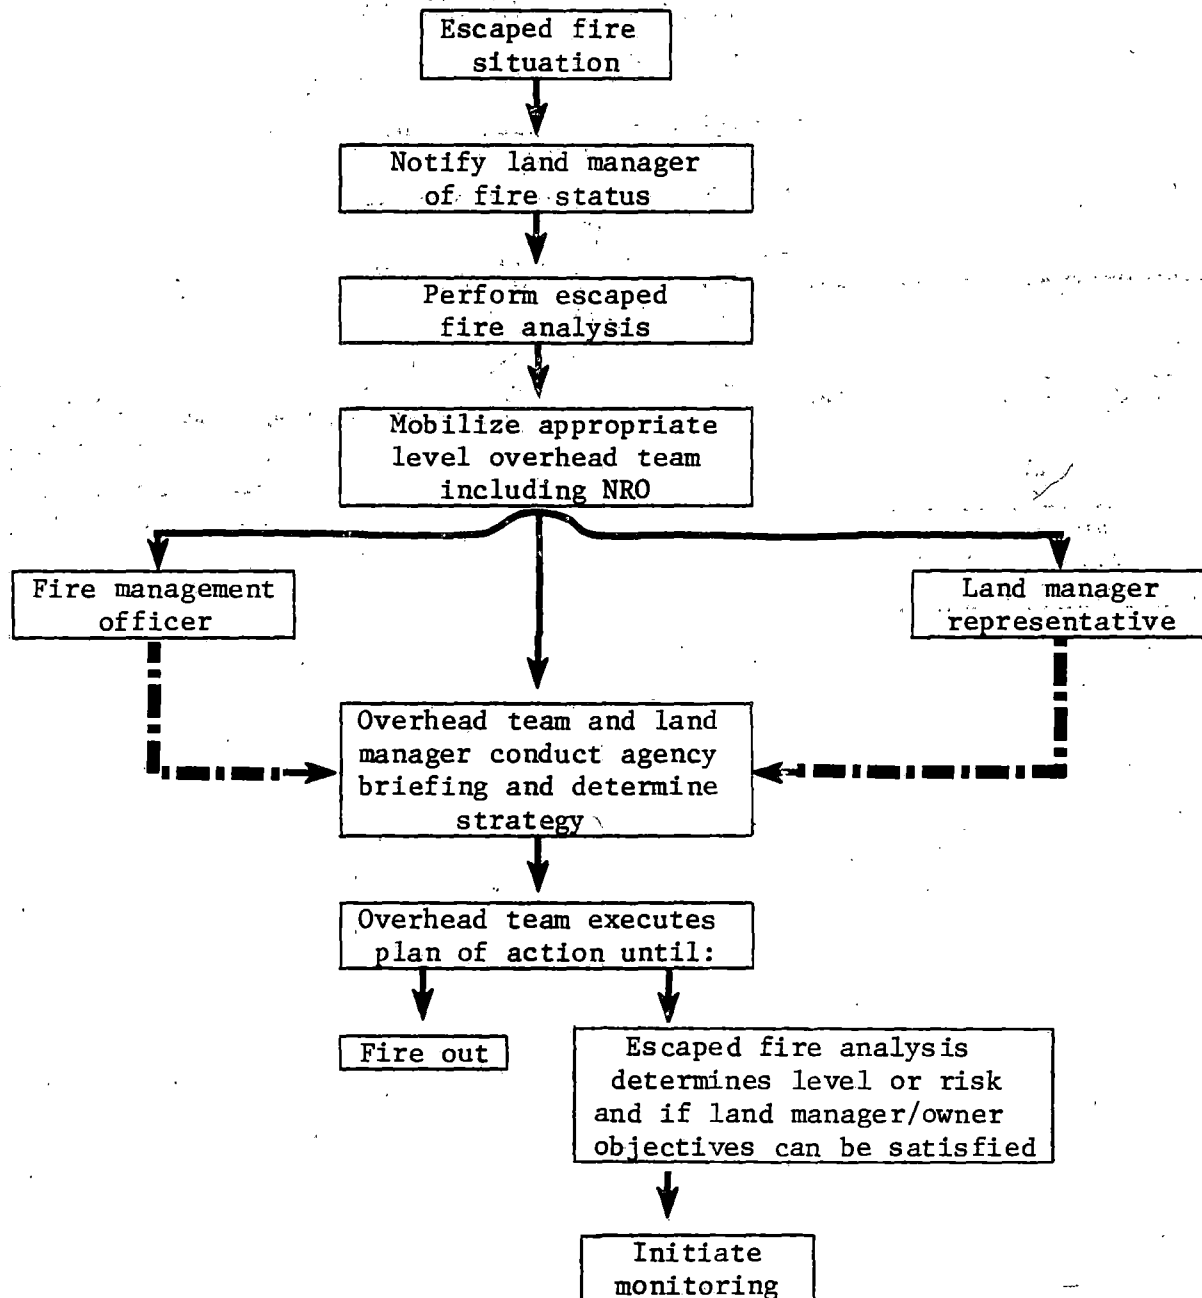 Escaped fire
situation
Notify land manager
of fire status
Perform escaped
fire analysis
Mobilize appropriate
level overhead team
including NRO
Fire management
officer
Land manager
representative
Overhead team and land
manager conduct agency
briefing and determine
strategy
Overhead team executes
plan of action until:
Fire out
Escaped fire analysis
determines level or risk
and if land manager/owner
objectives can be satisfied
Initiate
monitoring